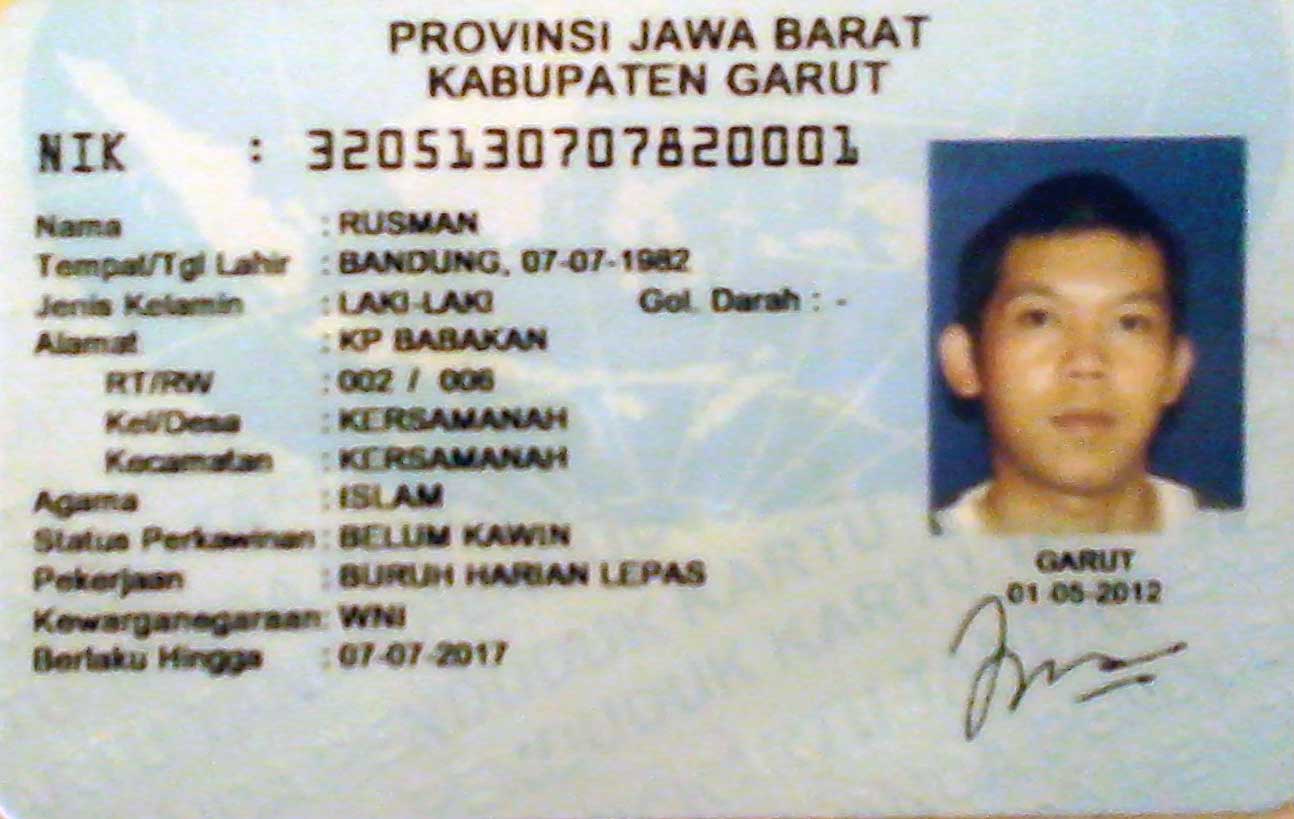 PROVINSI JAWA BARAT
KABUPATEN GARUT
NIK : 3205130707820001
Nama : RUSMAN
Tempat/Tgl Lahir : BANDUNG, 07-07-1982
Jenis Kelamin : LAKI-LAKI Gol. Darah : -
Alamat : KP BABAKAN
RT/RW : 002 / 006
Kel/Desa : KERSAMANAH
Kecamatan : KERSAMANAH
Agama : ISLAM
Status Perkawinan : BELUM KAWIN
Pekerjaan : BURUH HARIAN LEPAS
Kewarganegaraan : WNI
Berlaku Hingga : 07-07-2017
GARUT
01-05-2012